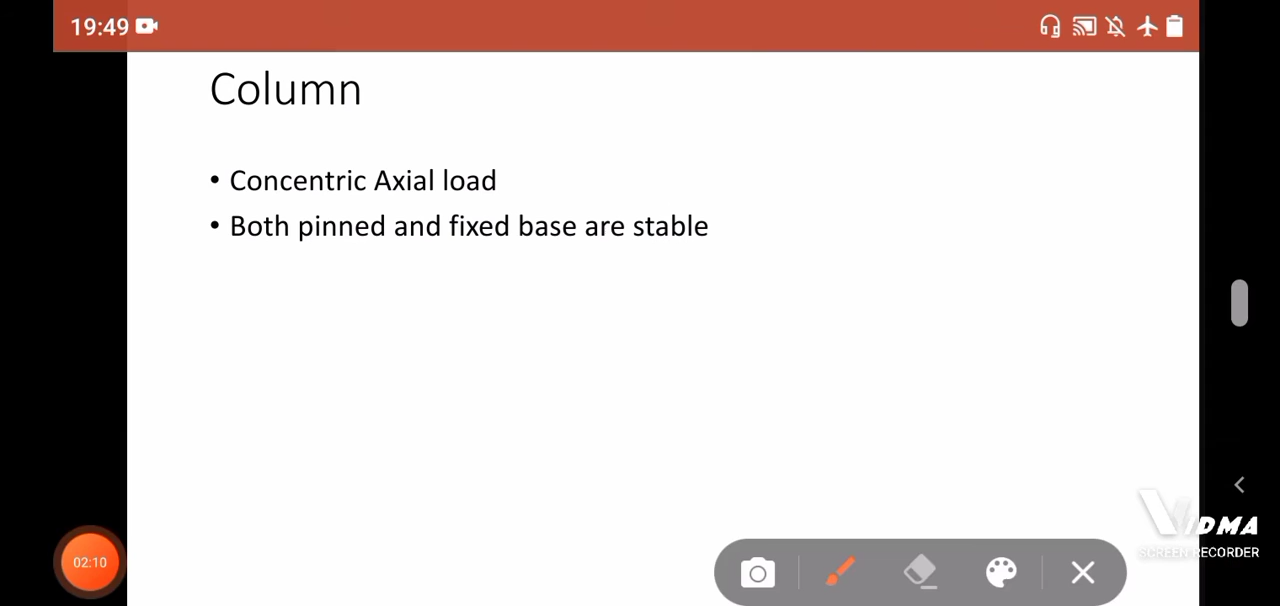 19:49
Column
• Concentric Axial load
• Both pinned and fixed base are stable
02:10
VIDMA
SCREEN RECORDER